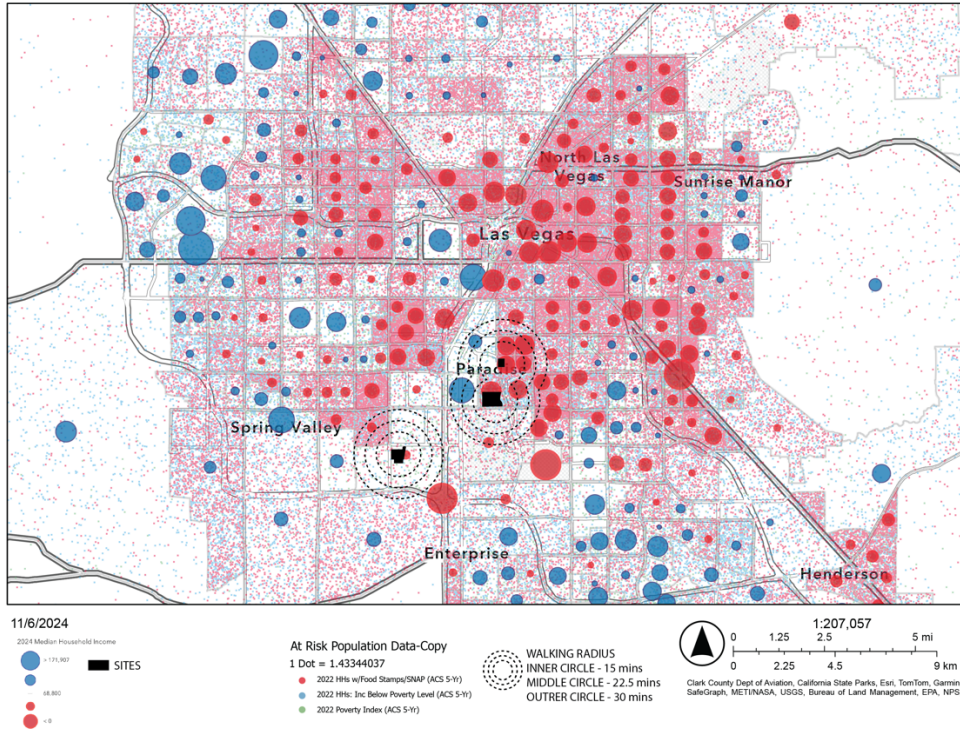 North Las
Vegas
Sunrise Manor
Las Vegas
Paradise
Spring Valley
Enterprise
Henderson
11/6/2024
2024 Median Household Income
> 171,907
68,800
< 0
SITES
At Risk Population Data-Copy
1 Dot = 1.43344037
2022 HHs w/Food Stamps/SNAP (ACS 5-Yr)
2022 HHs: Inc Below Poverty Level (ACS 5-Yr)
2022 Poverty Index (ACS 5-Yr)
WALKING RADIUS
INNER CIRCLE - 15 mins
MIDDLE CIRCLE - 22.5 mins
OUTRER CIRCLE - 30 mins
1:207,057
0 1.25 2.5 5 mi
0 2.25 4.5 9 km
Clark County Dept of Aviation, California State Parks, Esri, TomTom, Garmin,
SafeGraph, METI/NASA, USGS, Bureau of Land Management, EPA, NPS,